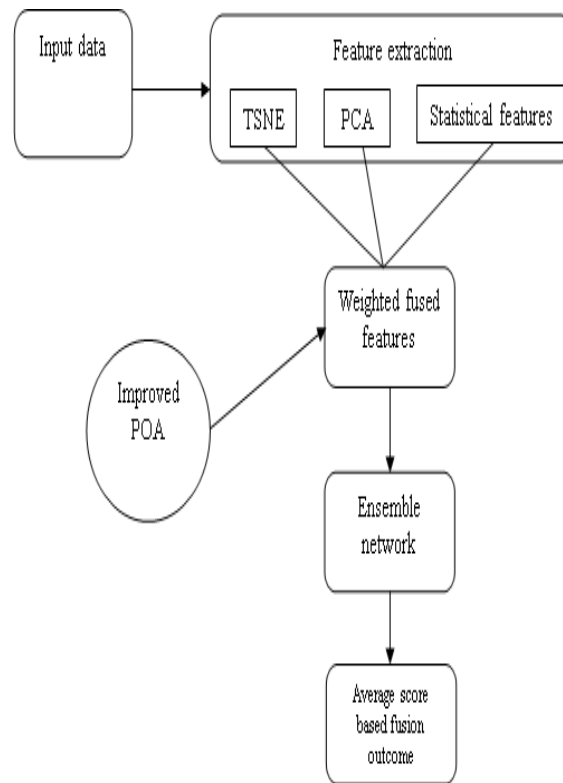 Input data
Feature extraction
TSNE
PCA
Statistical features
Weighted fused
features
Improved
POA
Ensemble
network
Average score
based fusion
outcome